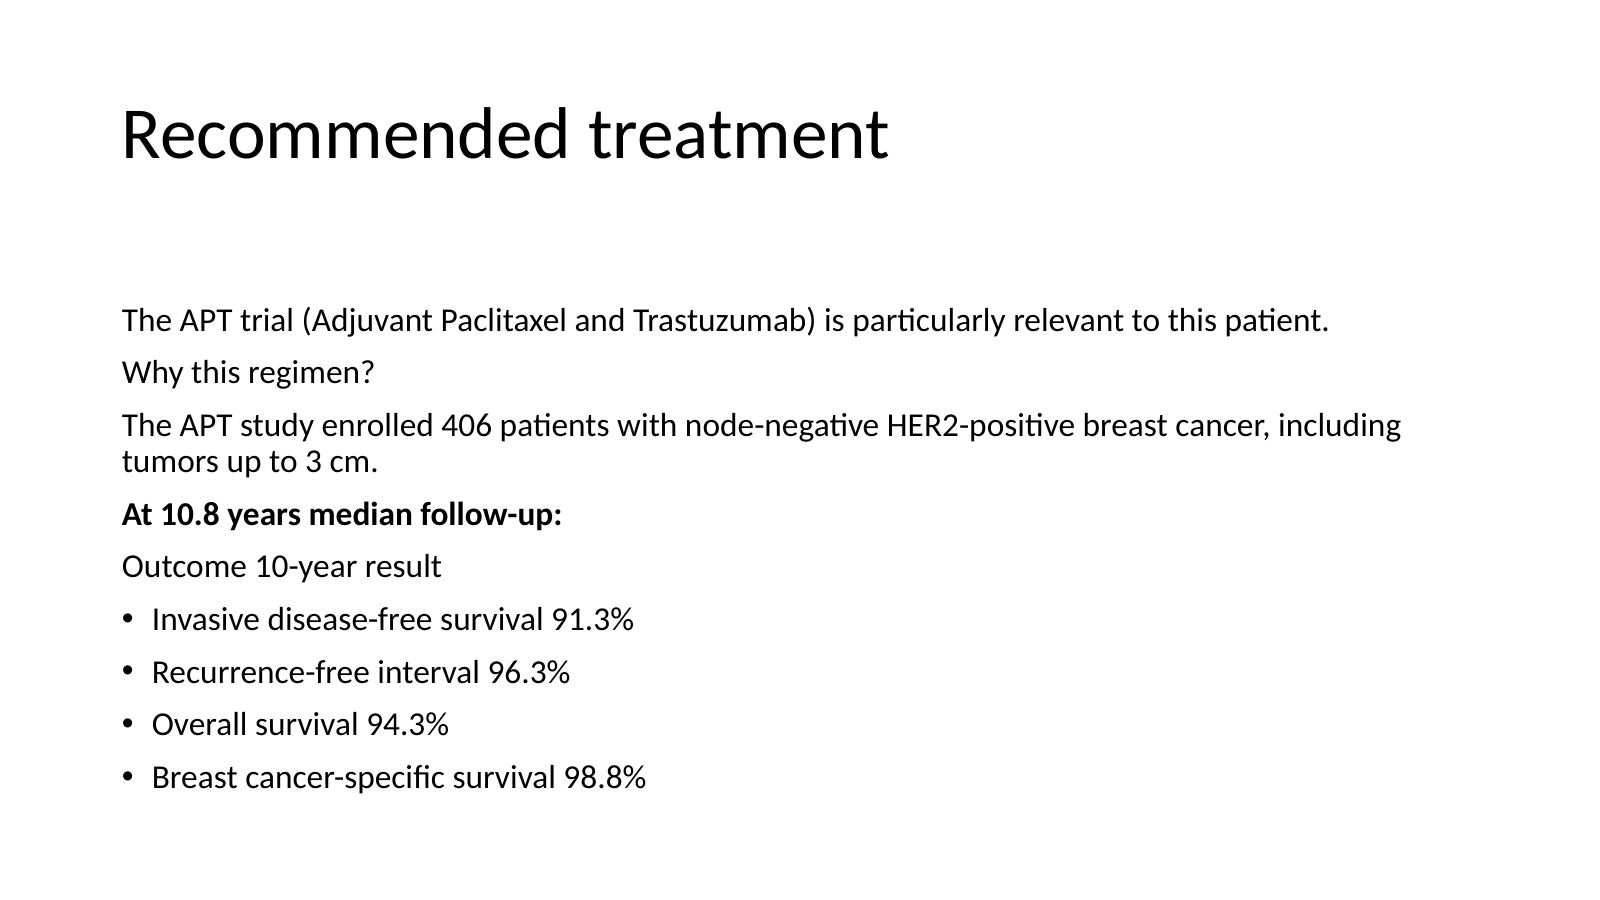 Recommended treatment
The APT trial (Adjuvant Paclitaxel and Trastuzumab) is particularly relevant to this patient.
Why this regimen?
The APT study enrolled 406 patients with node-negative HER2-positive breast cancer, including
tumors up to 3 cm.
At 10.8 years median follow-up:
Outcome 10-year result
• Invasive disease-free survival 91.3%
• Recurrence-free interval 96.3%
• Overall survival 94.3%
• Breast cancer-specific survival 98.8%